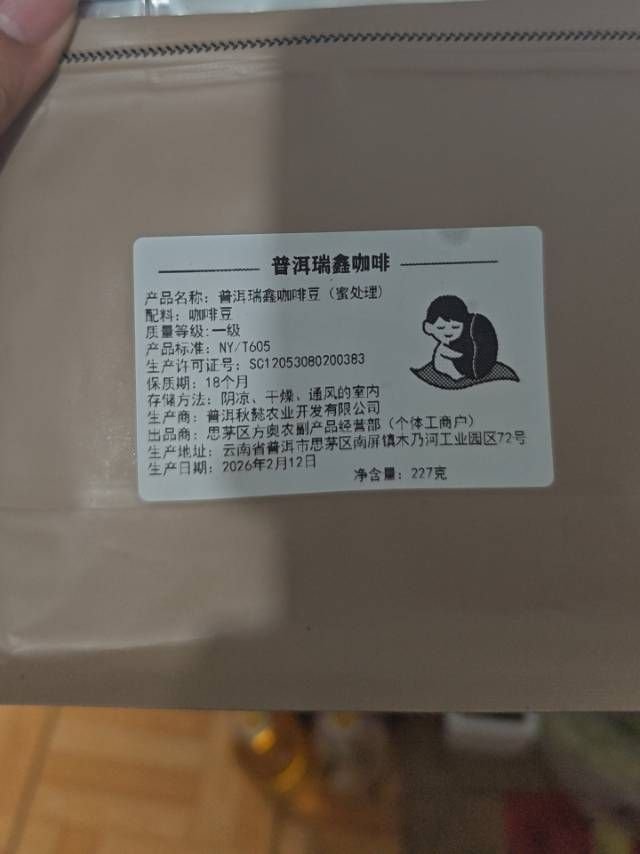 普洱瑞鑫咖啡
产品名称：普洱瑞鑫咖啡豆（蜜处理）
配料：咖啡豆
质量等级:一级
产品标准：NY/T605
生产许可证号：SC12053080200383
保质期：18个月
存储方法：阴凉、干燥、通风的室内
生产商：普洱秋懿农业开发有限公司
出品商：思茅区方奥农副产品经营部（个体工商户）
生产地址：云南省普洱市思茅区南屏镇木乃河工业园区72号
生产日期：2026年2月12日
净含量：227克